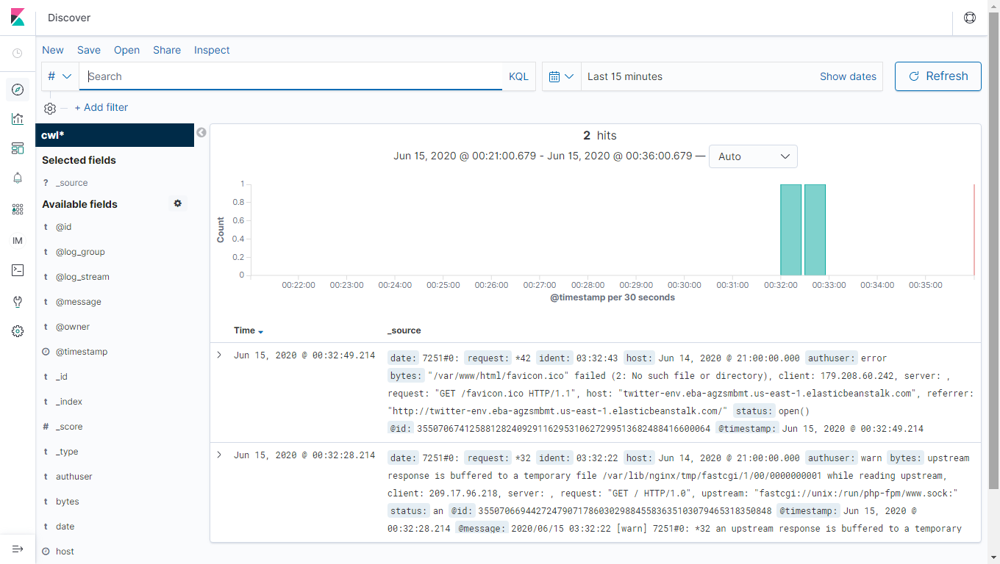 Discover
New Save Open Share Inspect
# Search KQL Last 15 minutes Show dates Refresh
+ Add filter
cwl*
Selected fields
? _source
Available fields
t @id
t @log_group
t @log_stream
t @message
t @owner
@timestamp
t _id
t _index
# _score
t _type
t authuser
t bytes
t date
host
IM
2 hits
Jun 15, 2020 @ 00:21:00.679 - Jun 15, 2020 @ 00:36:00.679 — Auto
Count
1
0.8
0.6
0.4
0.2
0
00:22:00 00:23:00 00:24:00 00:25:00 00:26:00 00:27:00 00:28:00 00:29:00 00:30:00 00:31:00 00:32:00 00:33:00 00:34:00 00:35:00
@timestamp per 30 seconds
Time _source
Jun 15, 2020 @ 00:32:49.214 date: 7251#0: request: *42 ident: 03:32:43 host: Jun 14, 2020 @ 21:00:00.000 authuser: error
bytes: "/var/www/html/favicon.ico" failed (2: No such file or directory), client: 179.208.60.242, server: ,
request: "GET /favicon.ico HTTP/1.1", host: "twitter-env.eba-agzsmbmt.us-east-1.elasticbeanstalk.com", referrer:
"http://twitter-env.eba-agzsmbmt.us-east-1.elasticbeanstalk.com/" status: open()
@id: 35507067412588128240929116295310627299513682488416600064 @timestamp: Jun 15, 2020 @ 00:32:49.214
Jun 15, 2020 @ 00:32:28.214 date: 7251#0: request: *32 ident: 03:32:22 host: Jun 14, 2020 @ 21:00:00.000 authuser: warn bytes: upstream
response is buffered to a temporary file /var/lib/nginx/tmp/fastcgi/1/00/0000000001 while reading upstream,
client: 209.17.96.218, server: , request: "GET / HTTP/1.0", upstream: "fastcgi://unix:/run/php-fpm/www.sock:"
status: an @id: 35507066944272479071786030298845583635103079465318350848 @timestamp: Jun 15, 2020 @
00:32:28.214 @message: 2020/06/15 03:32:22 [warn] 7251#0: *32 an upstream response is buffered to a temporary